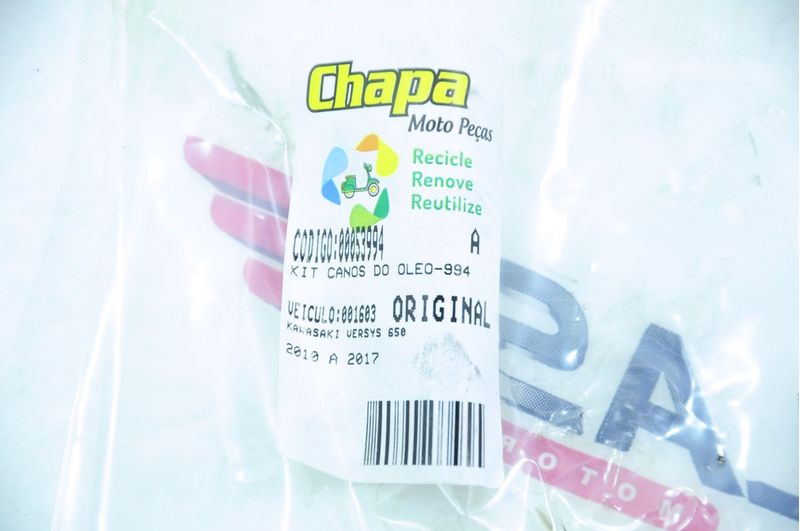 Chapa
Moto Peças
Recicle
Renove
Reutilize
CODIGO:00053994 A
KIT CANOS DO OLEO-994
VEICULO:001603 ORIGINAL
KAWASAKI VERSYS 650
2010 A 2017